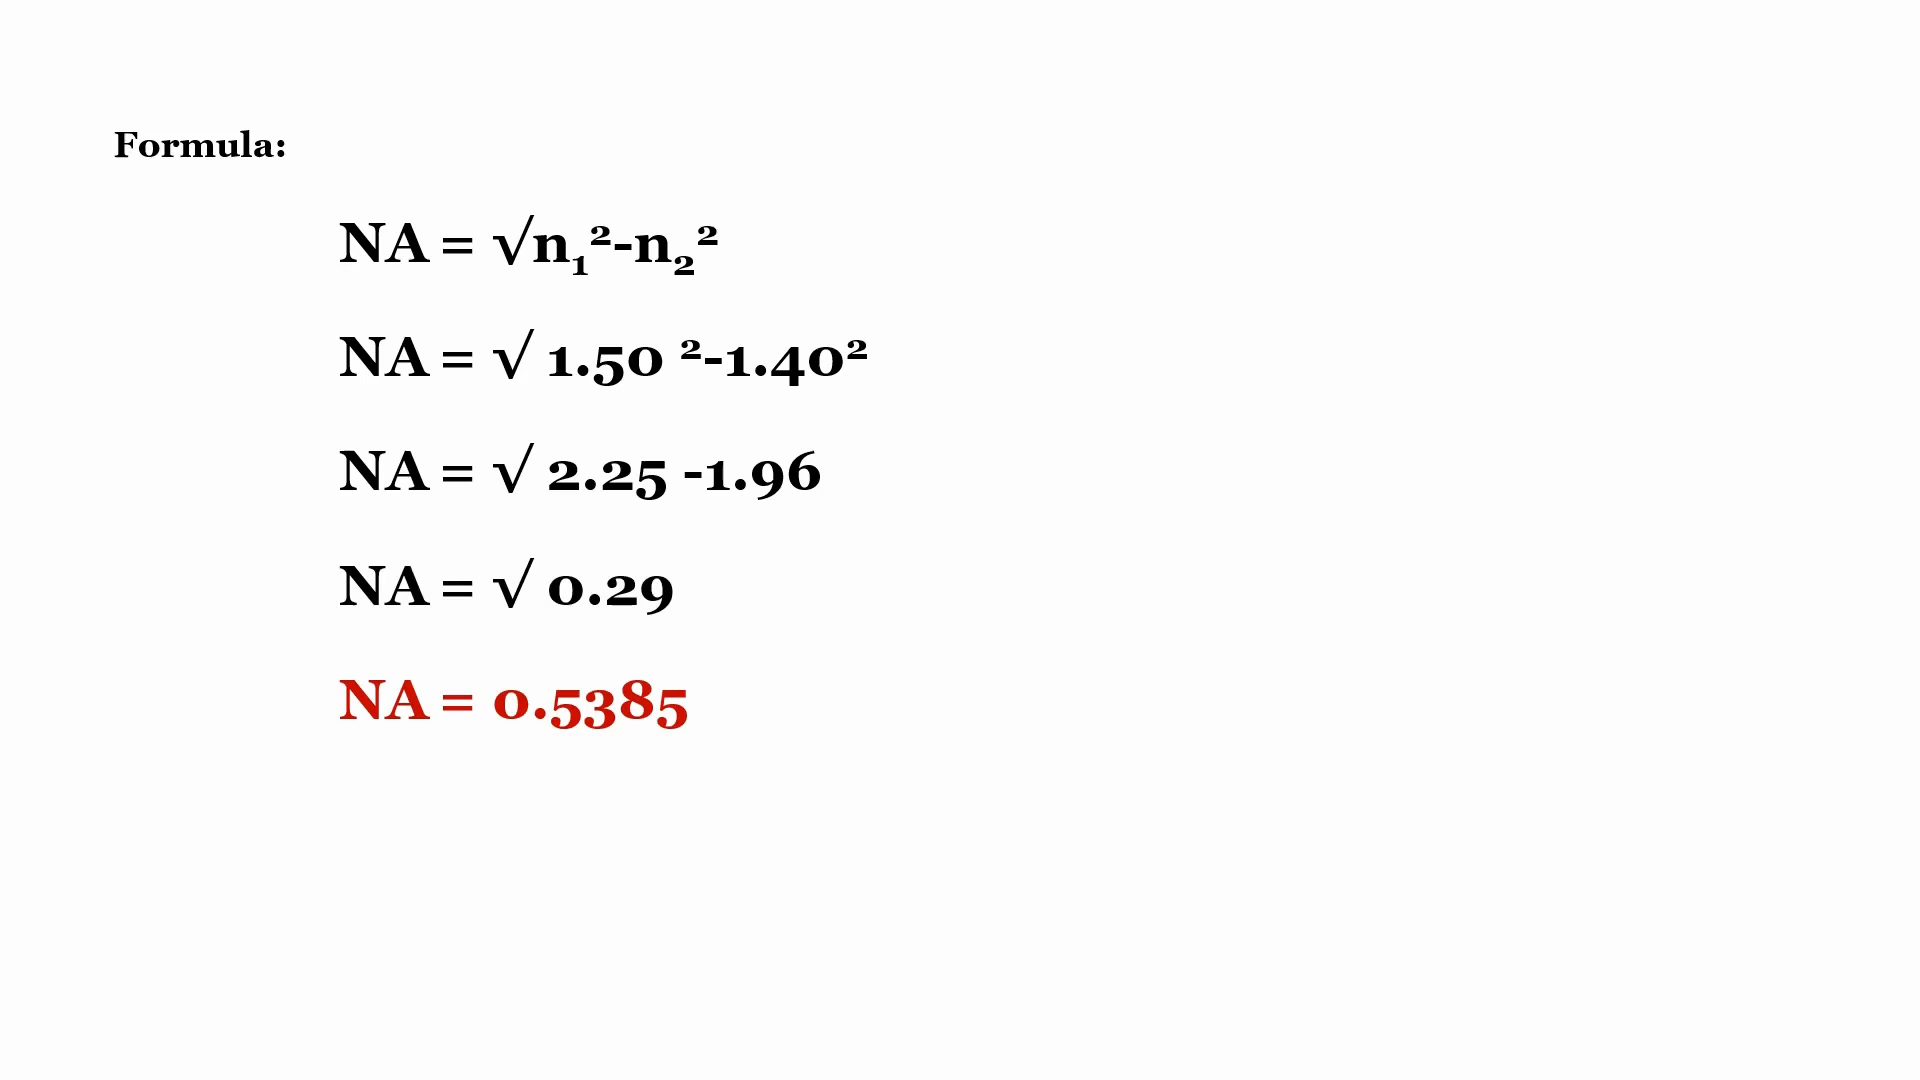 Formula:
NA = √n₁²-n₂²
NA = √ 1.50 ²-1.40²
NA = √ 2.25 -1.96
NA = √ 0.29
NA = 0.5385